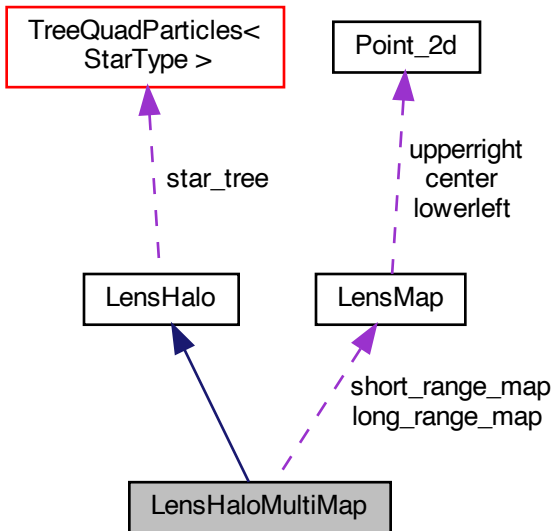 TreeQuadParticles<
StarType >
Point_2d
star_tree
upperright
center
lowerleft
LensHalo
LensMap
short_range_map
long_range_map
LensHaloMultiMap